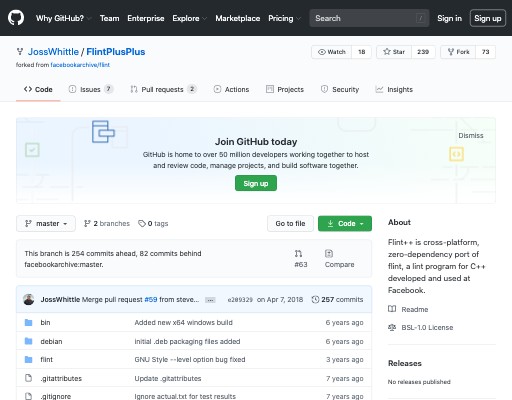 Why GitHub? Team Enterprise Explore Marketplace Pricing Search / Sign in Sign up
JossWhittle / FlintPlusPlus
Watch 18 Star 239 Fork 73
forked from facebookarchive/flint
Code Issues 7 Pull requests 2 Actions Projects Security Insights
Dismiss
Join GitHub today
GitHub is home to over 50 million developers working together to host
and review code, manage projects, and build software together.
Sign up
master 2 branches 0 tags Go to file Code
This branch is 254 commits ahead, 82 commits behind
facebookarchive:master.
#63 Compare
JossWhittle Merge pull request #59 from steve... ... e209329 on Apr 7, 2018 257 commits
bin Added new x64 windows build 6 years ago
debian initial .deb packaging files added 6 years ago
flint GNU Style --level option bug fixed 3 years ago
.gitattributes Update .gitattributes 7 years ago
.gitignore Ignore actual.txt for test results 7 years ago
About
Flint++ is cross-platform,
zero-dependency port of
flint, a lint program for C++
developed and used at
Facebook.
Readme
BSL-1.0 License
Releases
No releases published